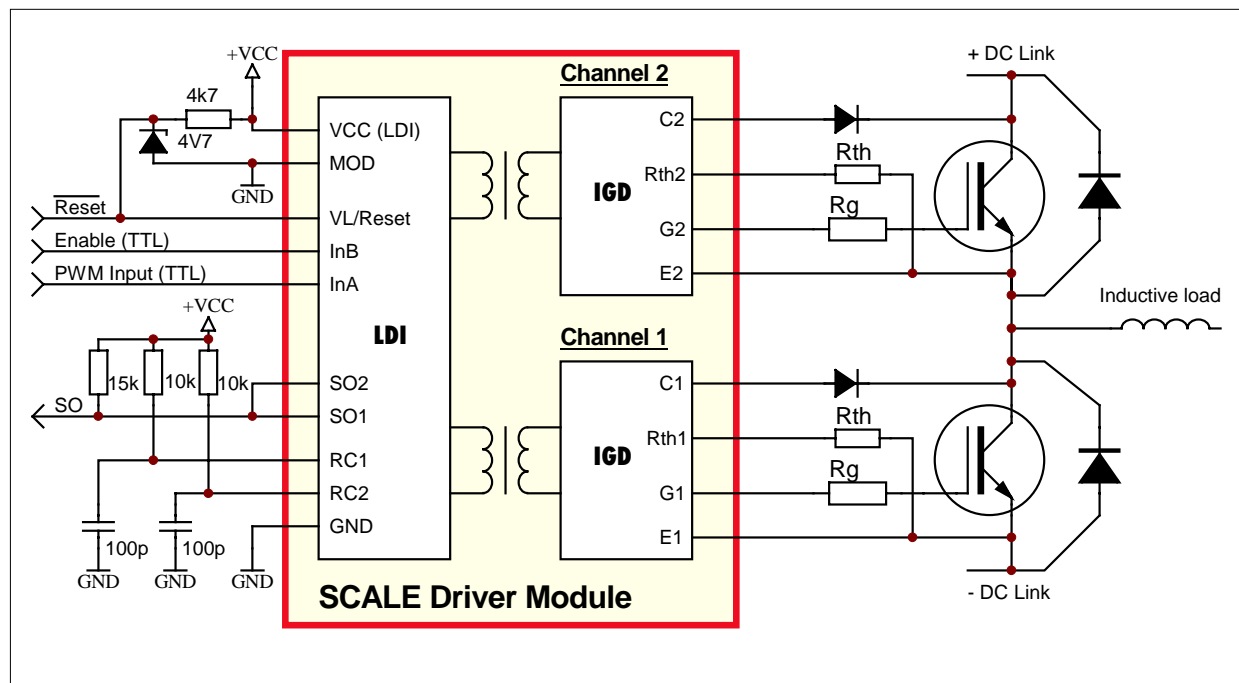 +VCC
4k7
4V7
GND
Reset
Enable (TTL)
PWM Input (TTL)
+VCC
15k
10k
10k
SO
100p
100p
GND
GND
GND
VCC (LDI)
MOD
VL/Reset
InB
InA
LDI
SO2
SO1
RC1
RC2
GND
Channel 2
IGD
C2
Rth2
G2
E2
Channel 1
IGD
C1
Rth1
G1
E1
SCALE Driver Module
+ DC Link
Rth
Rg
Inductive load
Rth
Rg
- DC Link